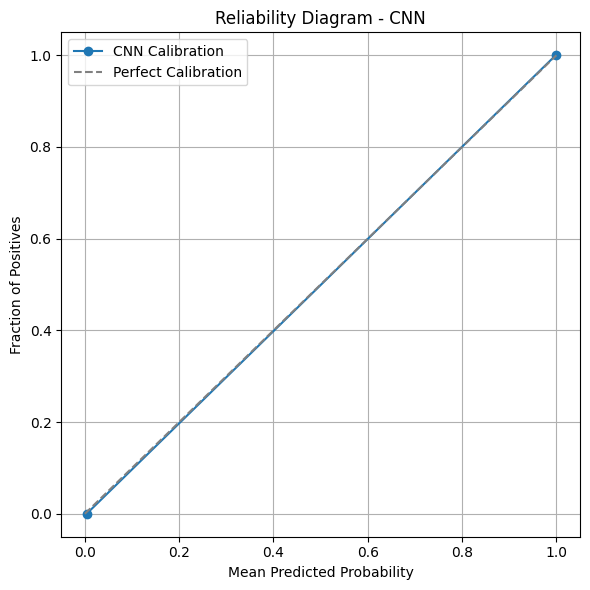 Reliability Diagram - CNN
CNN Calibration
Perfect Calibration
Fraction of Positives
1.0
0.8
0.6
0.4
0.2
0.0
0.0 0.2 0.4 0.6 0.8 1.0
Mean Predicted Probability